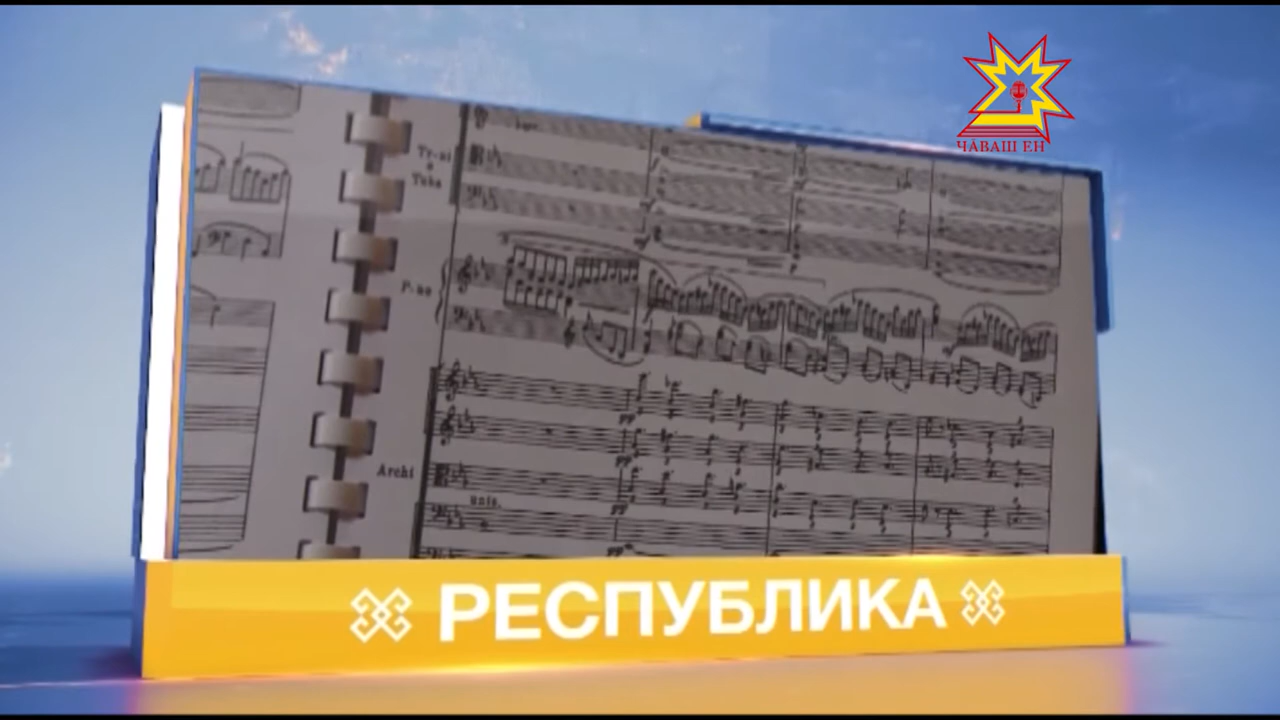 ЧĂВАШ ЕН
Tr-ni
e
Tuba
P-no
Archi
unis.
РЕСПУБЛИКА